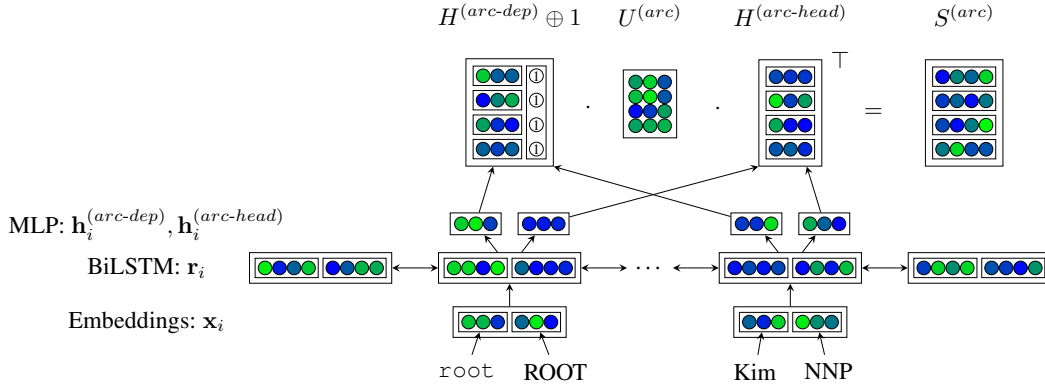 H^(arc-dep) ⊕ 1 U^(arc) H^(arc-head) S^(arc)
⊤
1
1
· · =
1
1
MLP: h_i^(arc-dep), h_i^(arc-head)
BiLSTM: r_i ...
Embeddings: x_i
root ROOT Kim NNP